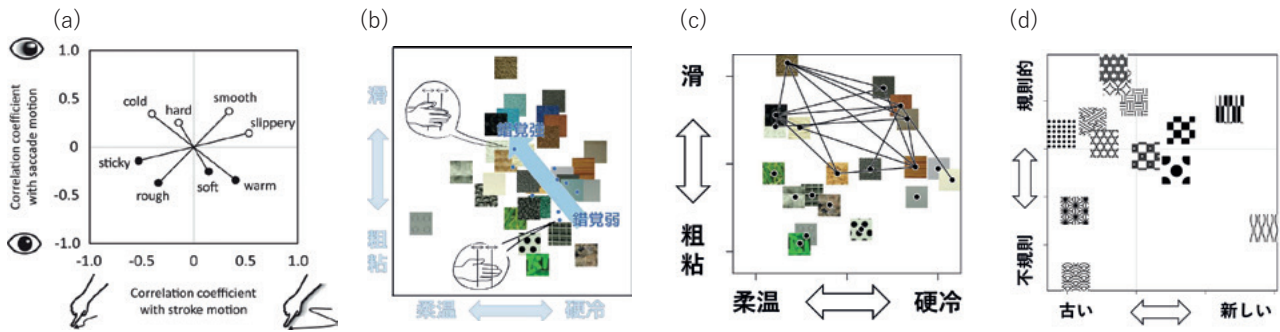 (a)
Correlation coefficient
with saccade motion
1.0
0.5
0
-0.5
-1.0
cold
hard
smooth
slippery
sticky
rough
soft
warm
-1.0
-0.5
0
0.5
1.0
Correlation coefficient
with stroke motion
(b)
滑
粗
粘
錯覚強
錯覚弱
柔温
硬冷
(c)
滑
粗
粘
柔温
硬冷
(d)
規則的
不規則
古い
新しい